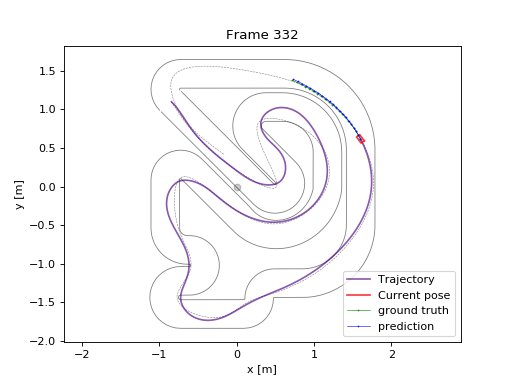 Frame 332
1.5
1.0
0.5
0.0
−0.5
−1.0
−1.5
−2.0
y [m]
−2
−1
0
1
2
x [m]
Trajectory
Current pose
ground truth
prediction